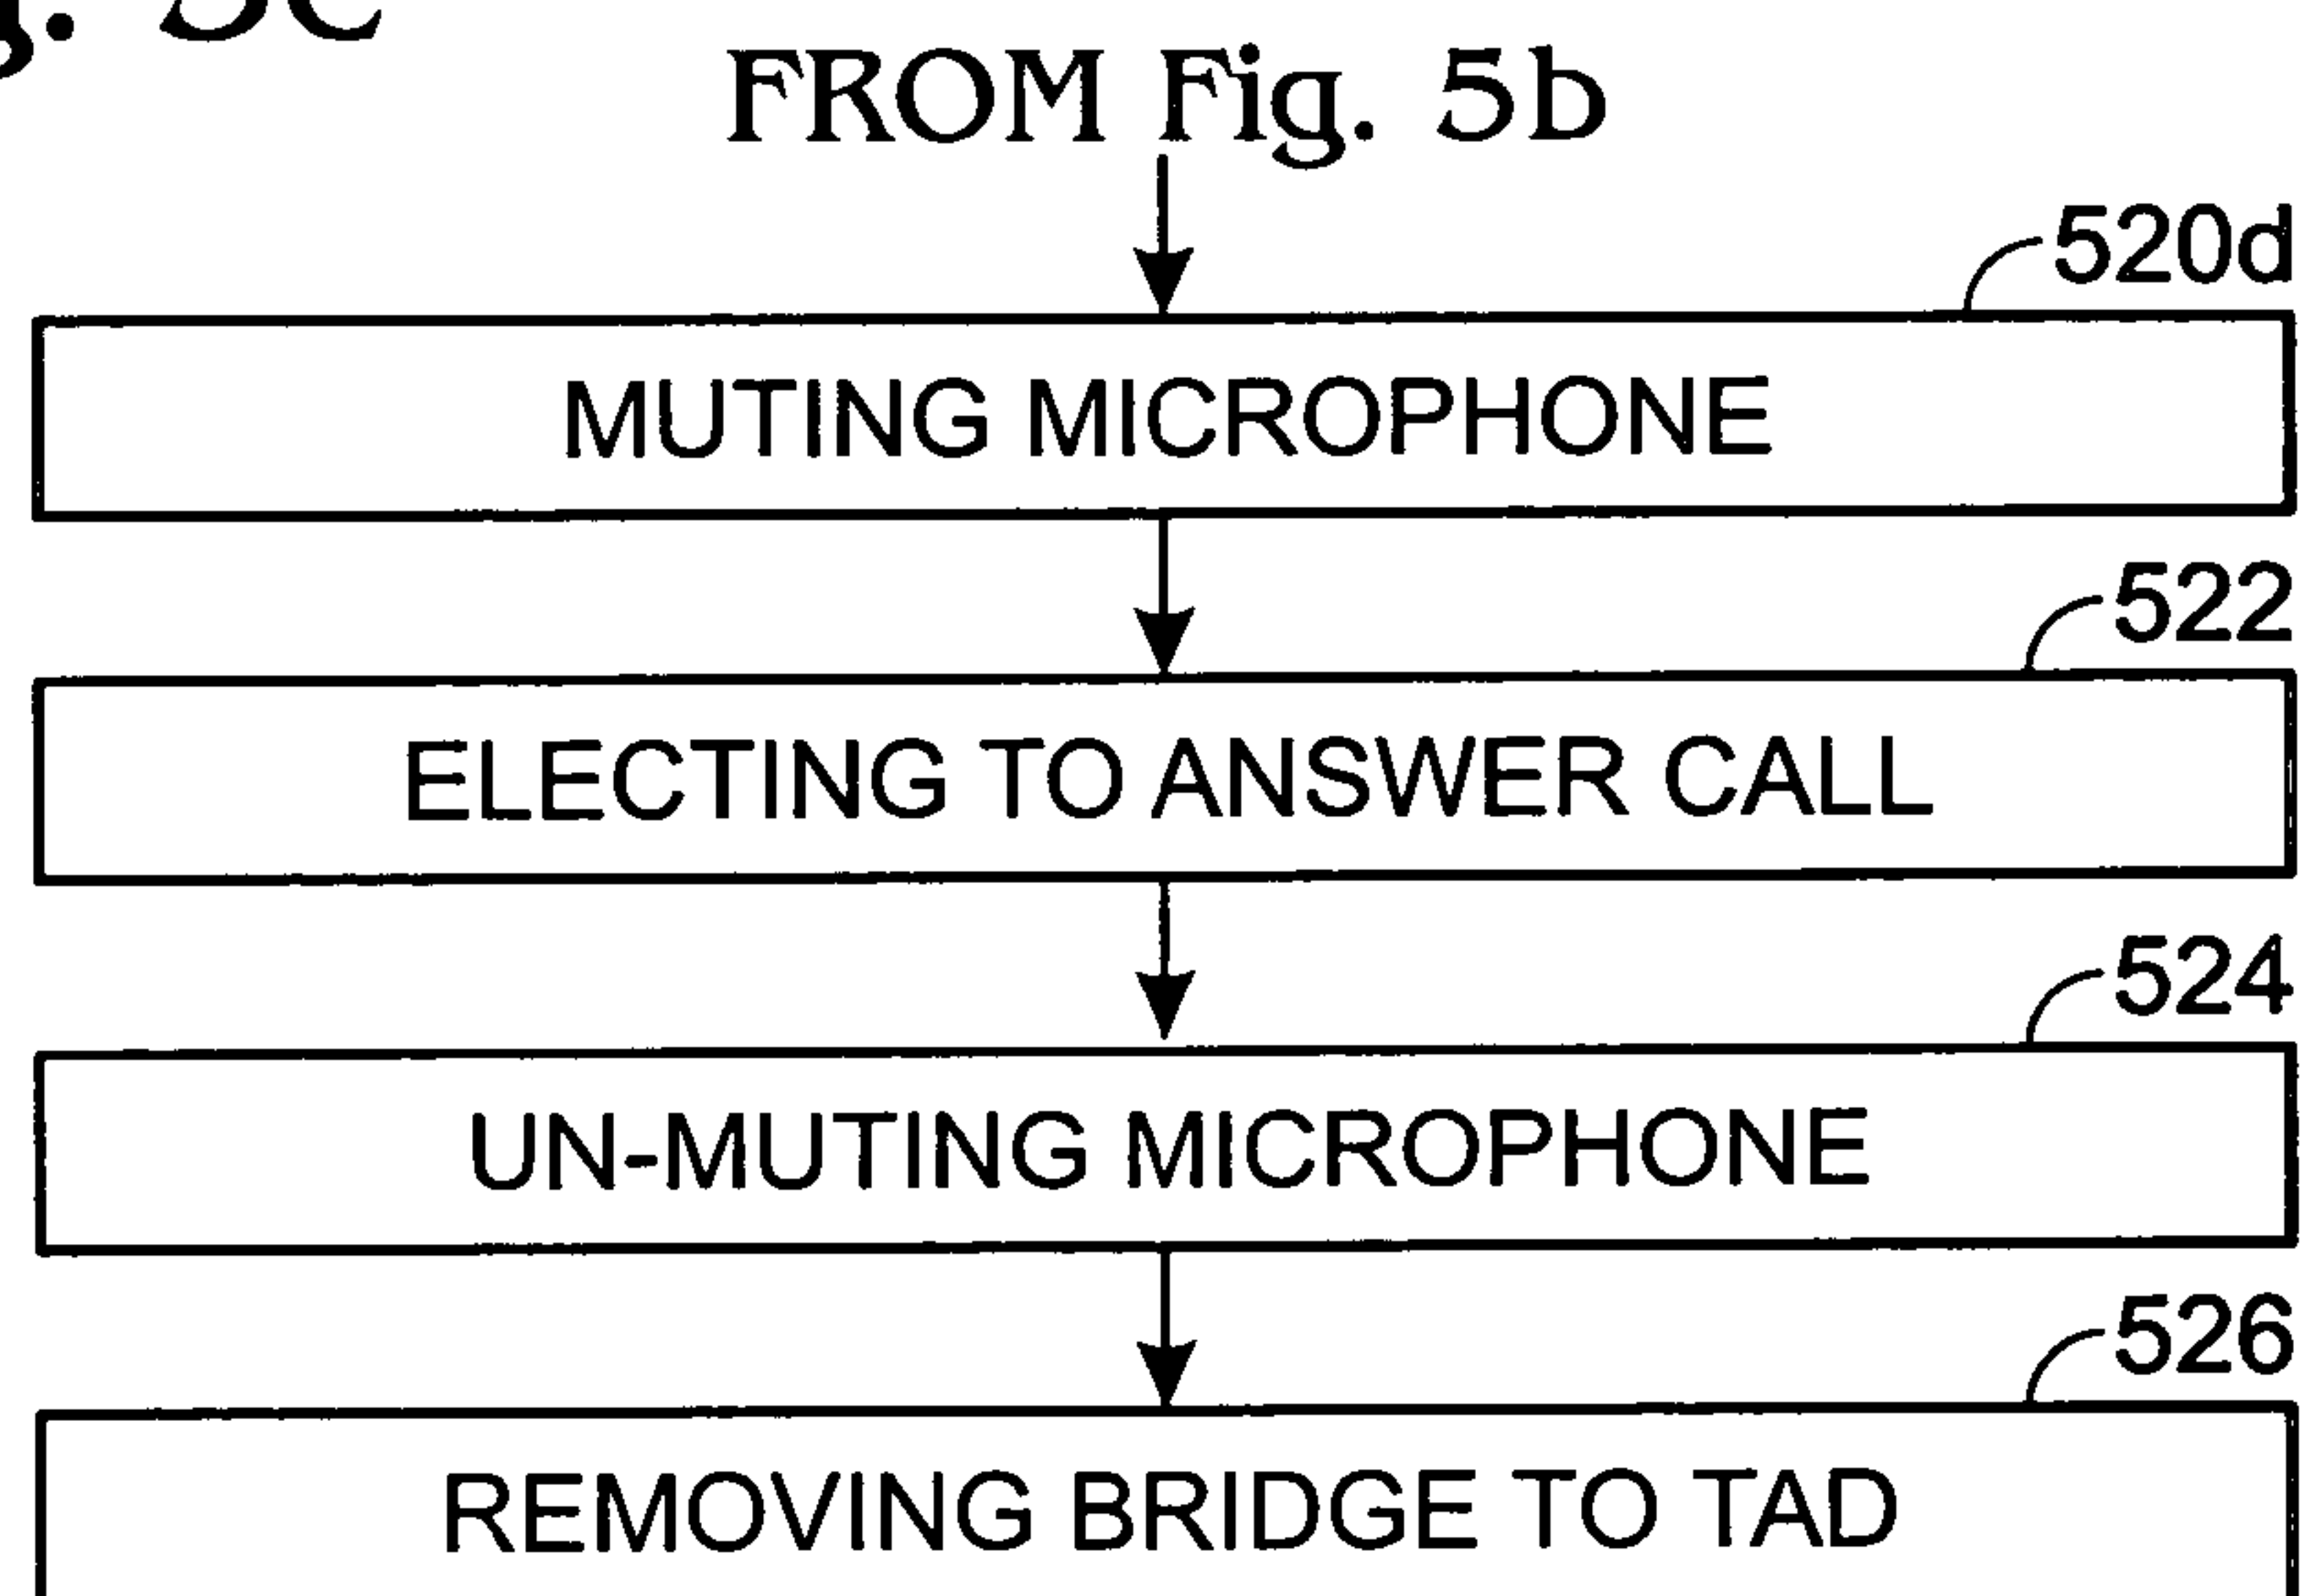 g. 5c
FROM Fig. 5b
520d
MUTING MICROPHONE
522
ELECTING TO ANSWER CALL
524
UN-MUTING MICROPHONE
526
REMOVING BRIDGE TO TAD